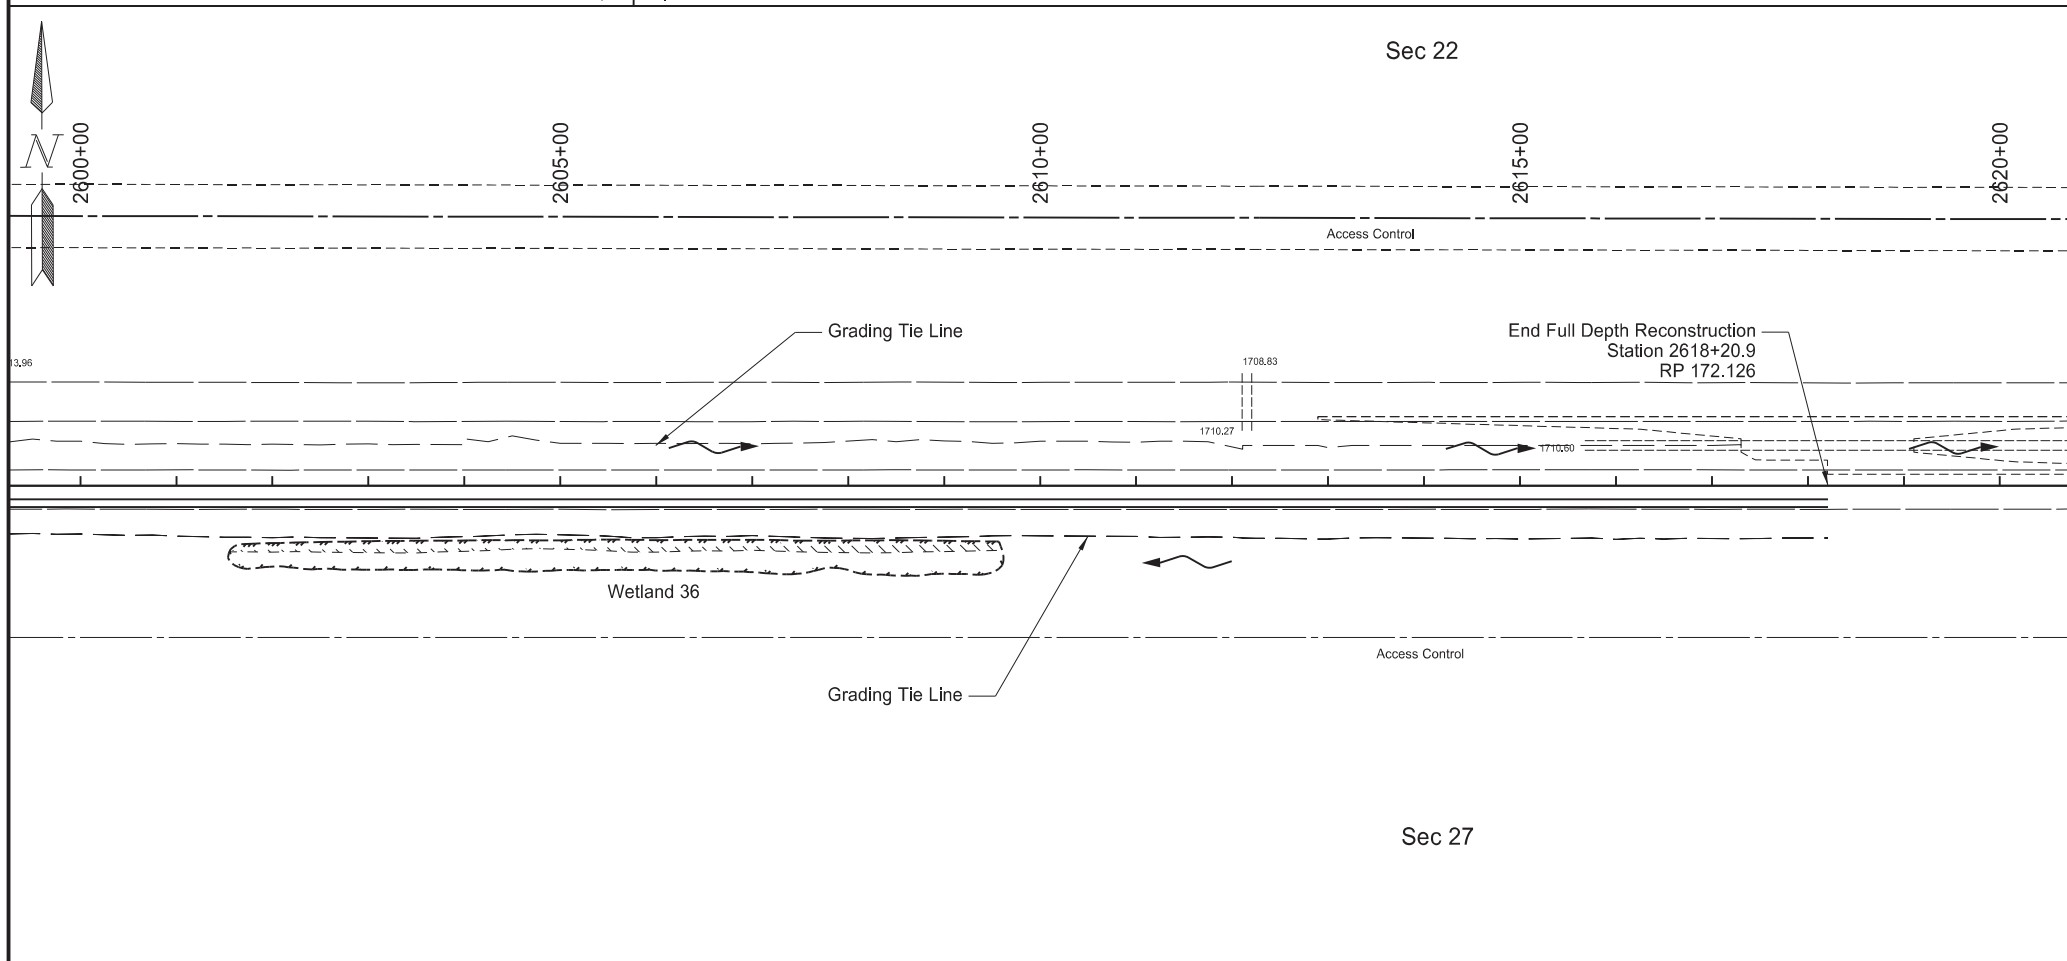 Sec 22
N
2600+00
2605+00
2610+00
2615+00
2620+00
Access Control
Grading Tie Line
End Full Depth Reconstruction
Station 2618+20.9
RP 172.126
13.96
1708.83
1710.27
1710.60
Wetland 36
Access Control
Grading Tie Line
Sec 27